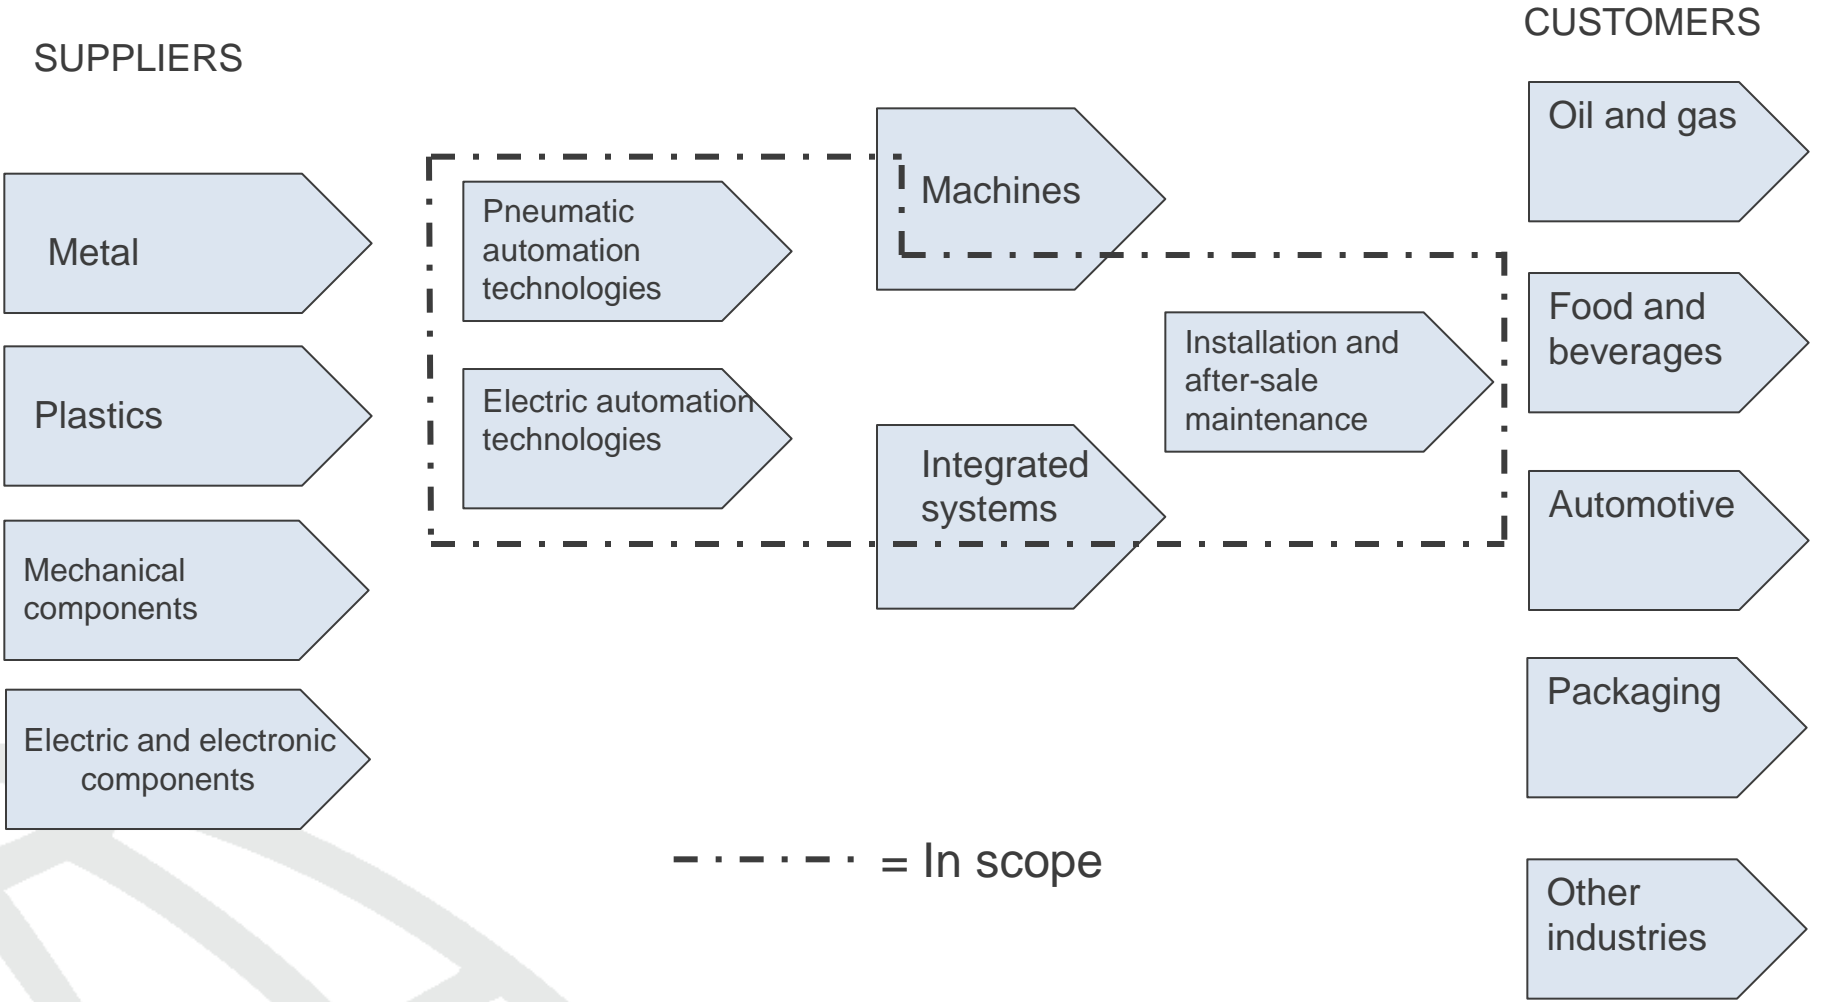 SUPPLIERS
Metal
Plastics
Mechanical
components
Electric and electronic
components
Pneumatic
automation
technologies
Electric automation
technologies
Machines
Integrated
systems
Installation and
after-sale
maintenance
CUSTOMERS
Oil and gas
Food and
beverages
Automotive
Packaging
Other
industries
= In scope